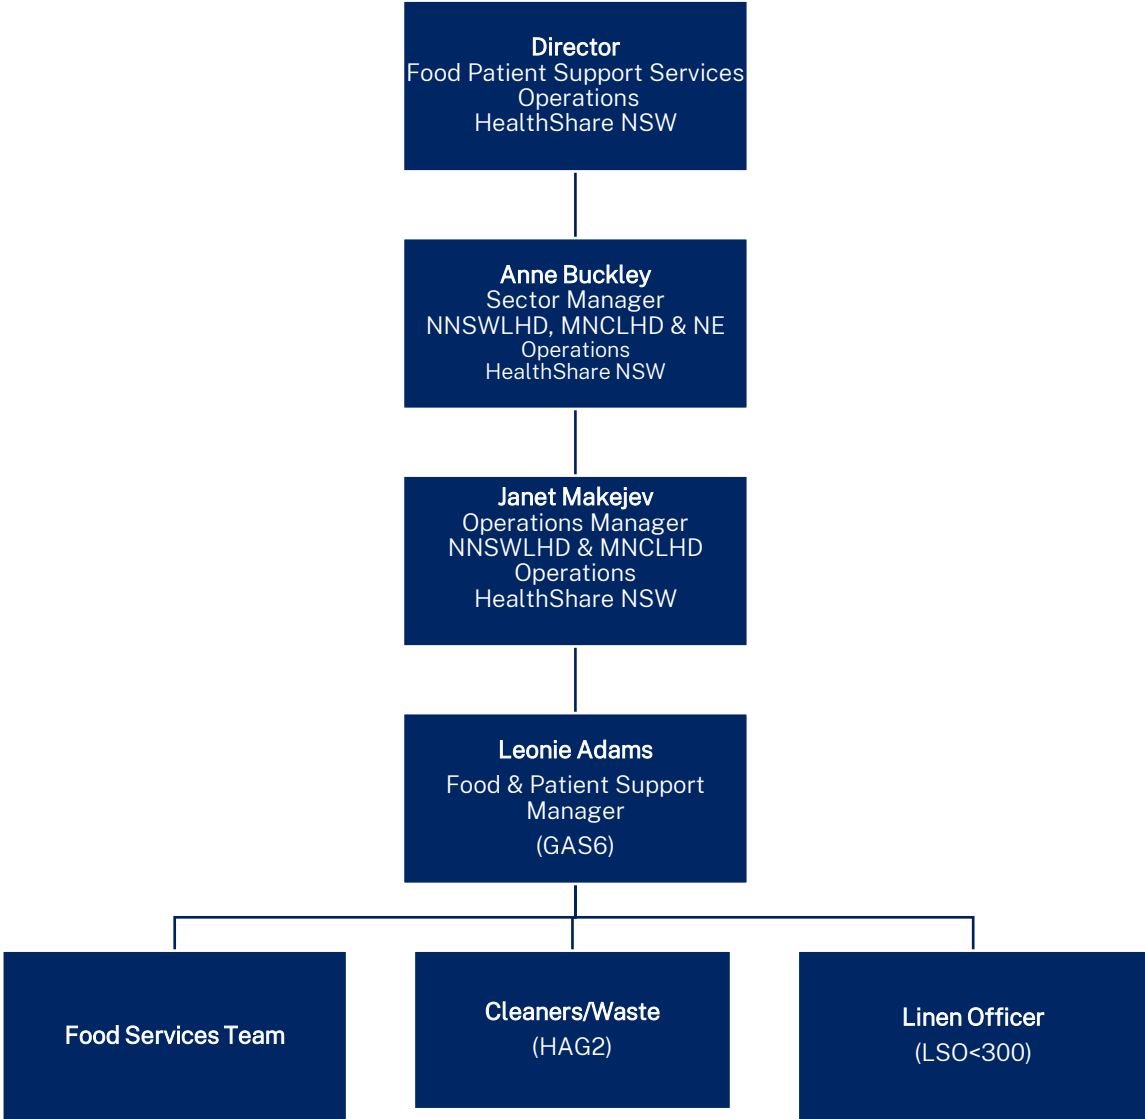 Director
Food Patient Support Services
Operations
HealthShare NSW
Anne Buckley
Sector Manager
NNSWLHD, MNCLHD & NE
Operations
HealthShare NSW
Janet Makejev
Operations Manager
NNSWLHD & MNCLHD
Operations
HealthShare NSW
Leonie Adams
Food & Patient Support
Manager
(GAS6)
Food Services Team
Cleaners/Waste
(HAG2)
Linen Officer
(LSO<300)